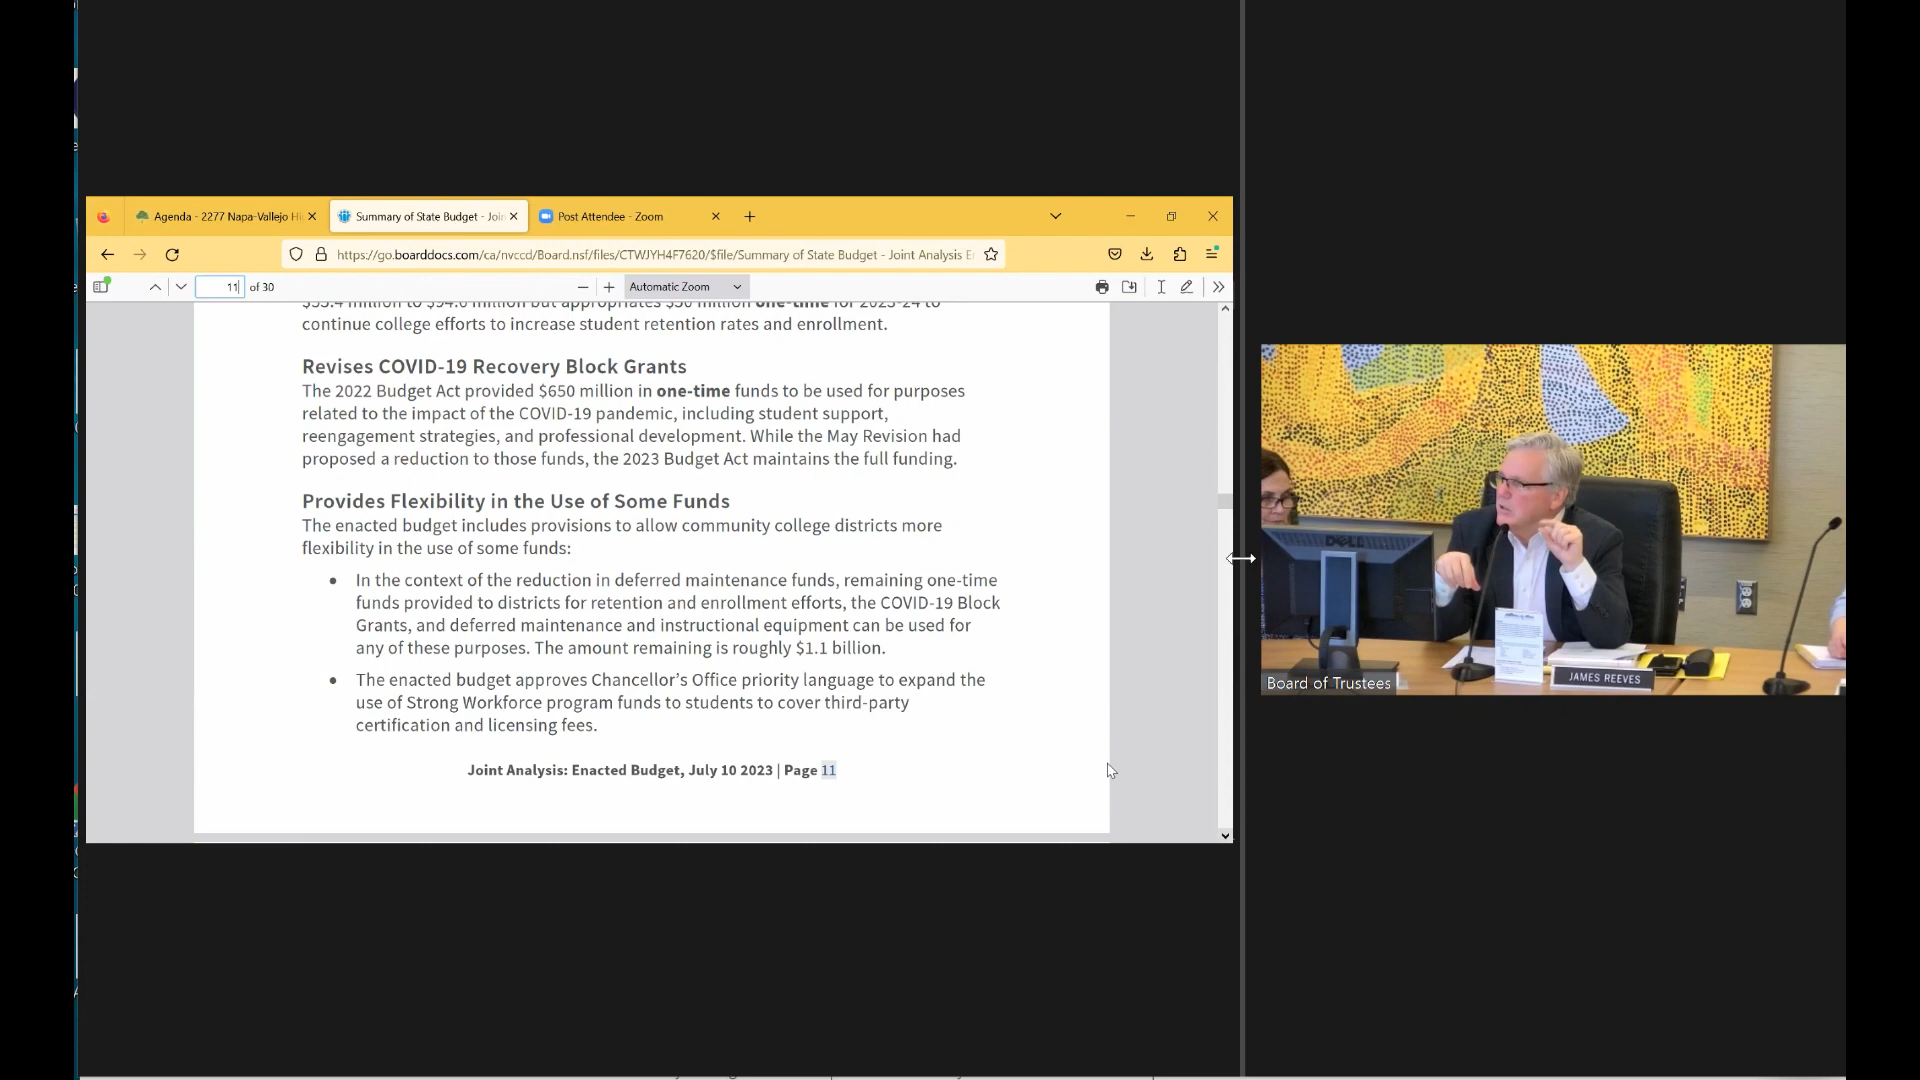 Agenda - 2277 Napa-Vallejo Hi
Summary of State Budget - Join
Post Attendee - Zoom
https://go.boarddocs.com/ca/nvccd/Board.nsf/files/CTWJYH4F7620/$file/Summary of State Budget - Joint Analysis E
11 of 30
Automatic Zoom
continue college efforts to increase student retention rates and enrollment.
Revises COVID-19 Recovery Block Grants
The 2022 Budget Act provided $650 million in one-time funds to be used for purposes
related to the impact of the COVID-19 pandemic, including student support,
reengagement strategies, and professional development. While the May Revision had
proposed a reduction to those funds, the 2023 Budget Act maintains the full funding.
Provides Flexibility in the Use of Some Funds
The enacted budget includes provisions to allow community college districts more
flexibility in the use of some funds:
• In the context of the reduction in deferred maintenance funds, remaining one-time
funds provided to districts for retention and enrollment efforts, the COVID-19 Block
Grants, and deferred maintenance and instructional equipment can be used for
any of these purposes. The amount remaining is roughly $1.1 billion.
• The enacted budget approves Chancellor's Office priority language to expand the
use of Strong Workforce program funds to students to cover third-party
certification and licensing fees.
Joint Analysis: Enacted Budget, July 10 2023 | Page 11
DELL
JAMES REEVES
Board of Trustees